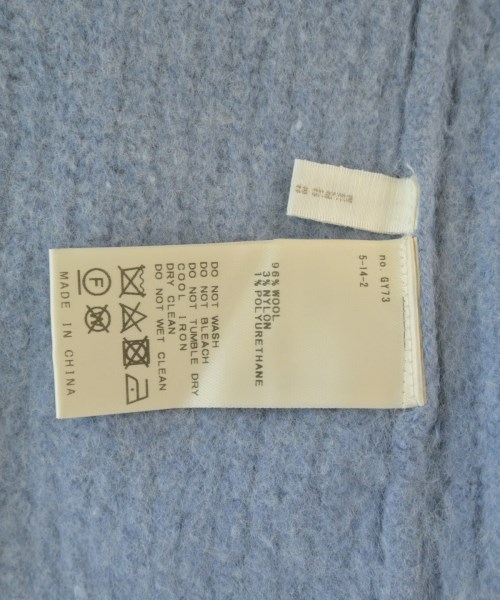 no. GY73
5-14-2
96% WOOL
3% NYLON
1% POLYURETHANE
DO NOT WASH
DO NOT BLEACH
DO NOT TUMBLE DRY
COOL IRON
DRY CLEAN
DO NOT WET CLEAN
F W
MADE IN CHINA